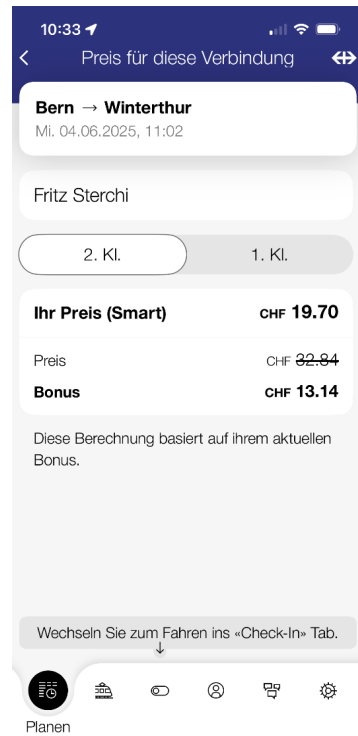 10:33
Preis für diese Verbindung
Bern → Winterthur
Mi. 04.06.2025, 11:02
Fritz Sterchi
2. Kl. 1. Kl.
Ihr Preis (Smart) CHF 19.70
Preis CHF 32.84
Bonus CHF 13.14
Diese Berechnung basiert auf ihrem aktuellen
Bonus.
Wechseln Sie zum Fahren ins «Check-In» Tab.
↓
Planen